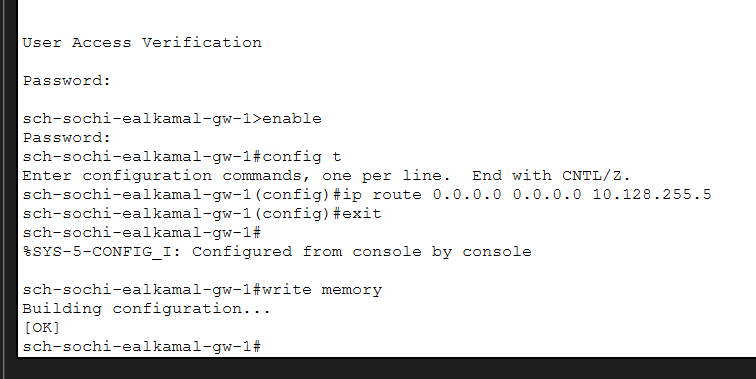 User Access Verification
Password:
sch-sochi-ealkamal-gw-1>enable
Password:
sch-sochi-ealkamal-gw-1#config t
Enter configuration commands, one per line.  End with CNTL/Z.
sch-sochi-ealkamal-gw-1(config)#ip route 0.0.0.0 0.0.0.0 10.128.255.5
sch-sochi-ealkamal-gw-1(config)#exit
sch-sochi-ealkamal-gw-1#
%SYS-5-CONFIG_I: Configured from console by console
sch-sochi-ealkamal-gw-1#write memory
Building configuration...
[OK]
sch-sochi-ealkamal-gw-1#